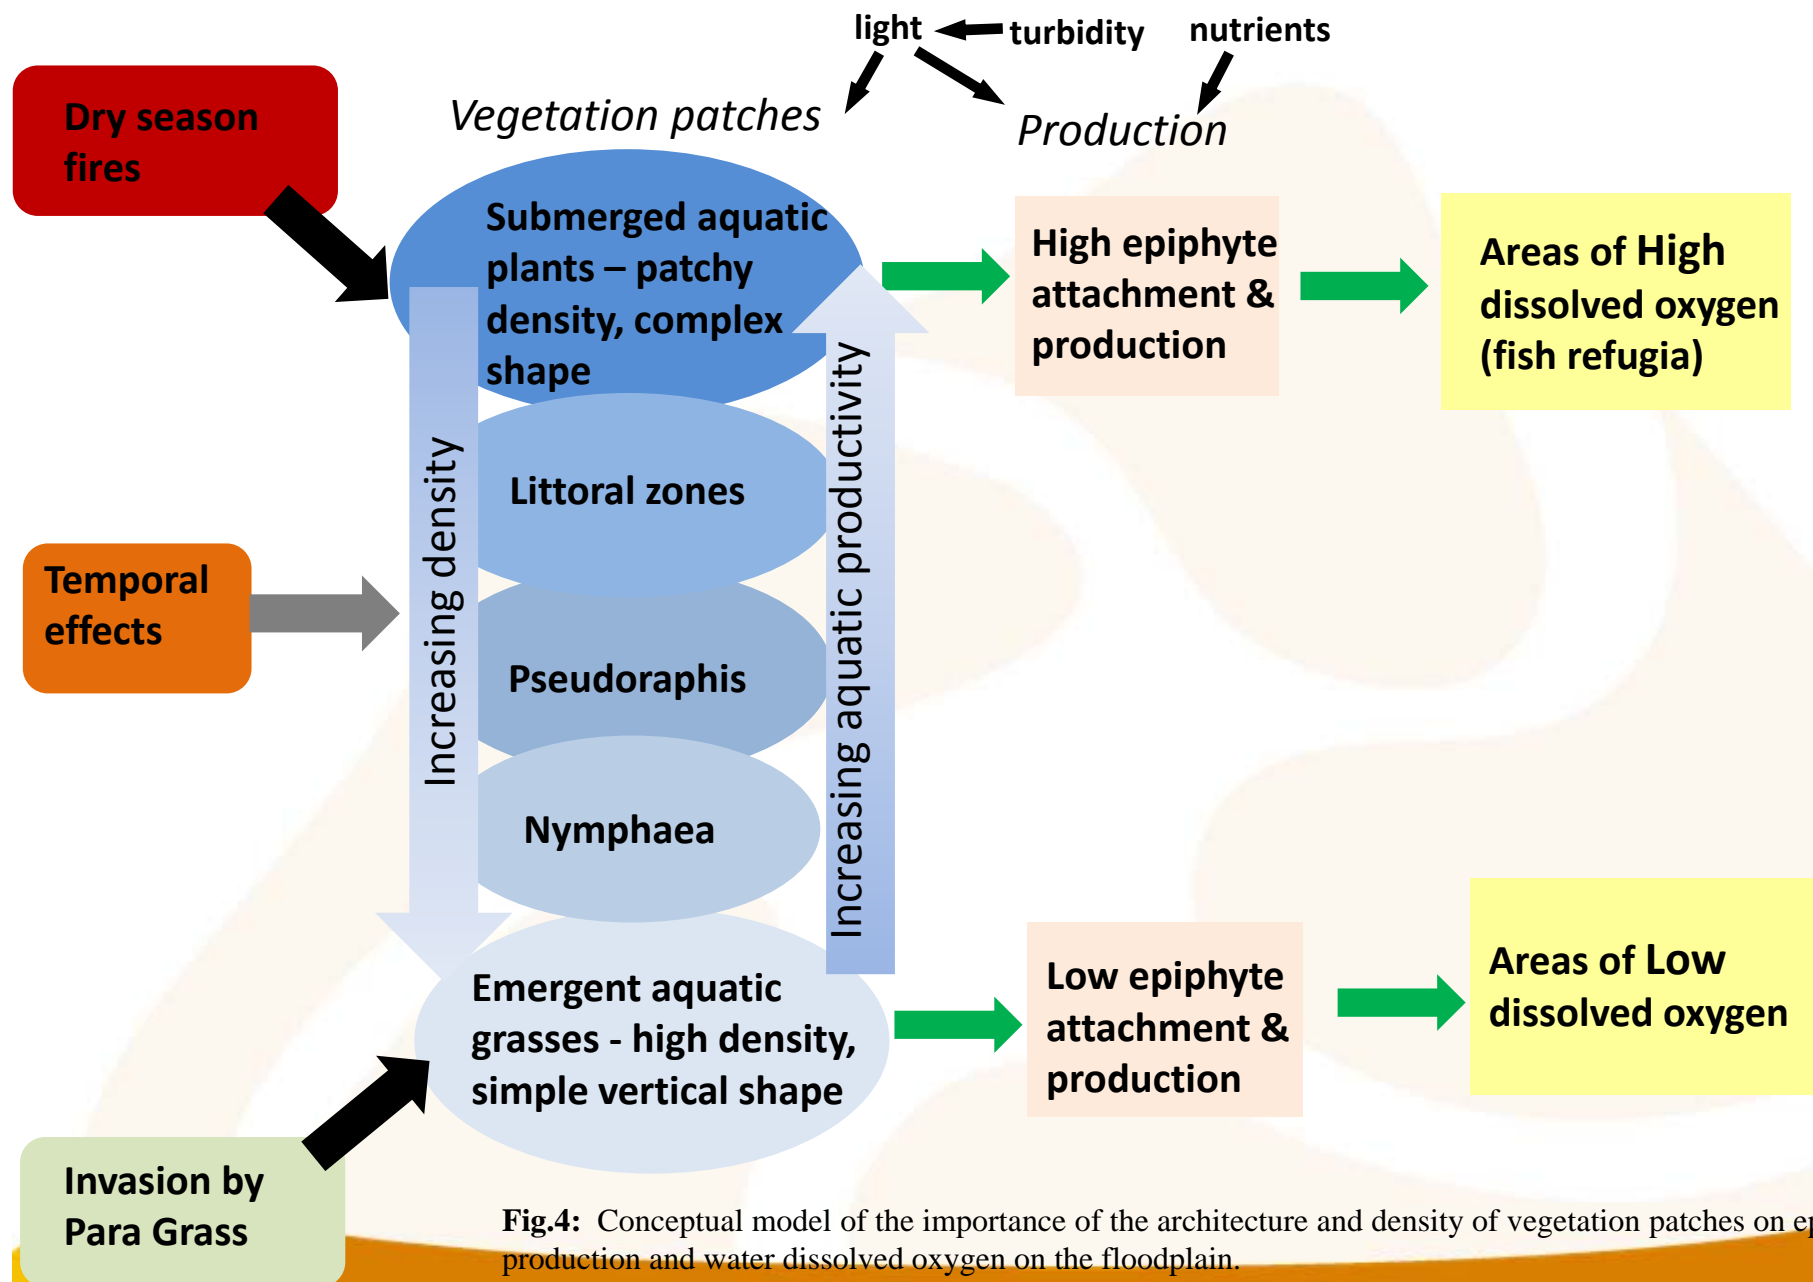 light
turbidity
nutrients
Vegetation patches
Production
Dry season
fires
Submerged aquatic
plants – patchy
density, complex
shape
High epiphyte
attachment &
production
Areas of High
dissolved oxygen
(fish refugia)
Increasing density
Increasing aquatic productivity
Littoral zones
Temporal
effects
Pseudoraphis
Nymphaea
Emergent aquatic
grasses - high density,
simple vertical shape
Low epiphyte
attachment &
production
Areas of Low
dissolved oxygen
Invasion by
Para Grass
Fig.4: Conceptual model of the importance of the architecture and density of vegetation patches on
production and water dissolved oxygen on the floodplain.